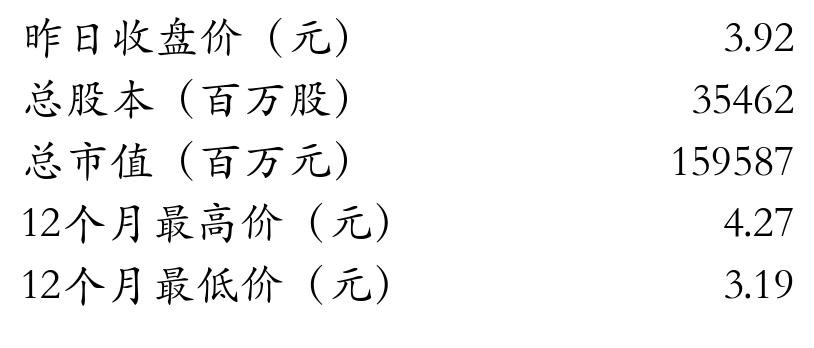 昨日收盘价（元） 3.92
总股本（百万股） 35462
总市值（百万元） 159587
12个月最高价（元） 4.27
12个月最低价（元） 3.19